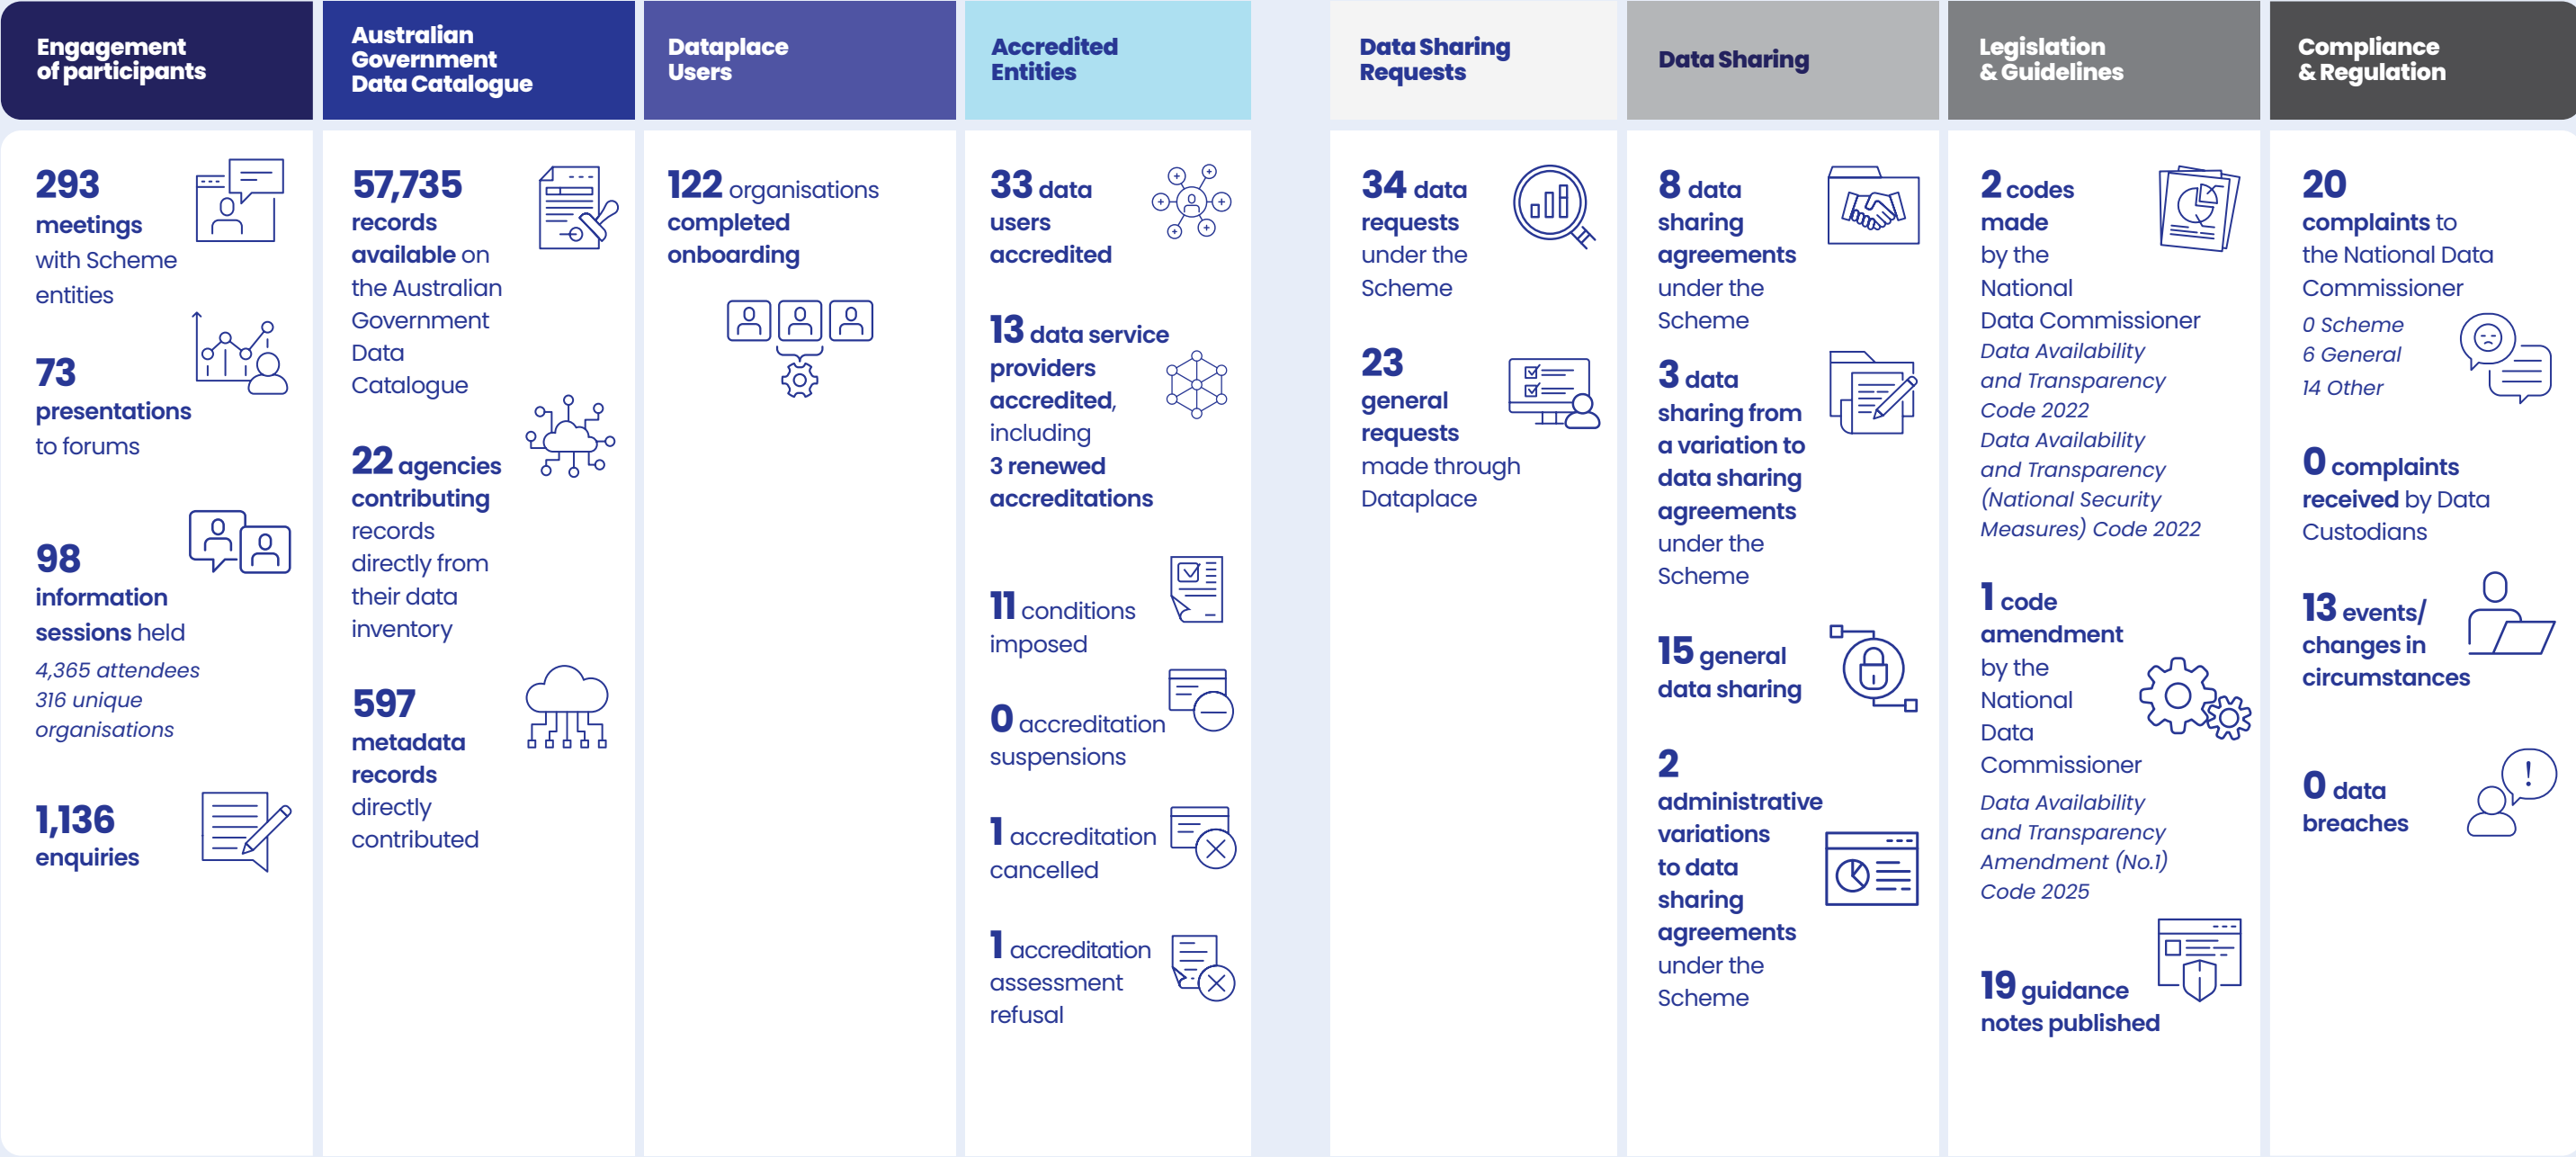 Engagement
of participants
293
meetings
with Scheme
entities
73
presentations
to forums
98
information
sessions held
4,365 attendees
316 unique
organisations
1,136
enquiries
Australian
Government
Data Catalogue
57,735
records
available on
the Australian
Government
Data
Catalogue
22 agencies
contributing
records
directly from
their data
inventory
597
metadata
records
directly
contributed
Dataplace
Users
122 organisations
completed
onboarding
Accredited
Entities
33 data
users
accredited
13 data service
providers
accredited,
including
3 renewed
accreditations
11 conditions
imposed
0 accreditation
suspensions
1 accreditation
cancelled
1 accreditation
assessment
refusal
Data Sharing
Requests
34 data
requests
under the
Scheme
23
general
requests
made through
Dataplace
Data Sharing
8 data
sharing
agreements
under the
Scheme
3 data
sharing from
a variation to
data sharing
agreements
under the
Scheme
15 general
data sharing
2
administrative
variations
to data
sharing
agreements
under the
Scheme
Legislation
& Guidelines
2 codes
made
by the
National
Data Commissioner
Data Availability
and Transparency
Code 2022
Data Availability
and Transparency
(National Security
Measures) Code 2022
1 code
amendment
by the
National
Data
Commissioner
Data Availability
and Transparency
Amendment (No.1)
Code 2025
19 guidance
notes published
Compliance
& Regulation
20
complaints to
the National Data
Commissioner
0 Scheme
6 General
14 Other
0 complaints
received by Data
Custodians
13 events/
changes in
circumstances
0 data
breaches
!